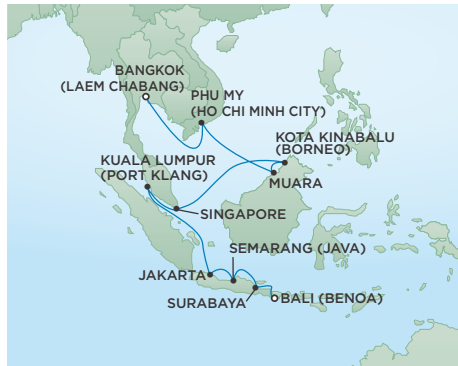 BANGKOK
(LAEM CHABANG)
PHU MY
(HO CHI MINH CITY)
KOTA KINABALU
(BORNEO)
KUALA LUMPUR
(PORT KLANG)
MUARA
SINGAPORE
SEMARANG (JAVA)
JAKARTA
SURABAYA
BALI (BENOA)